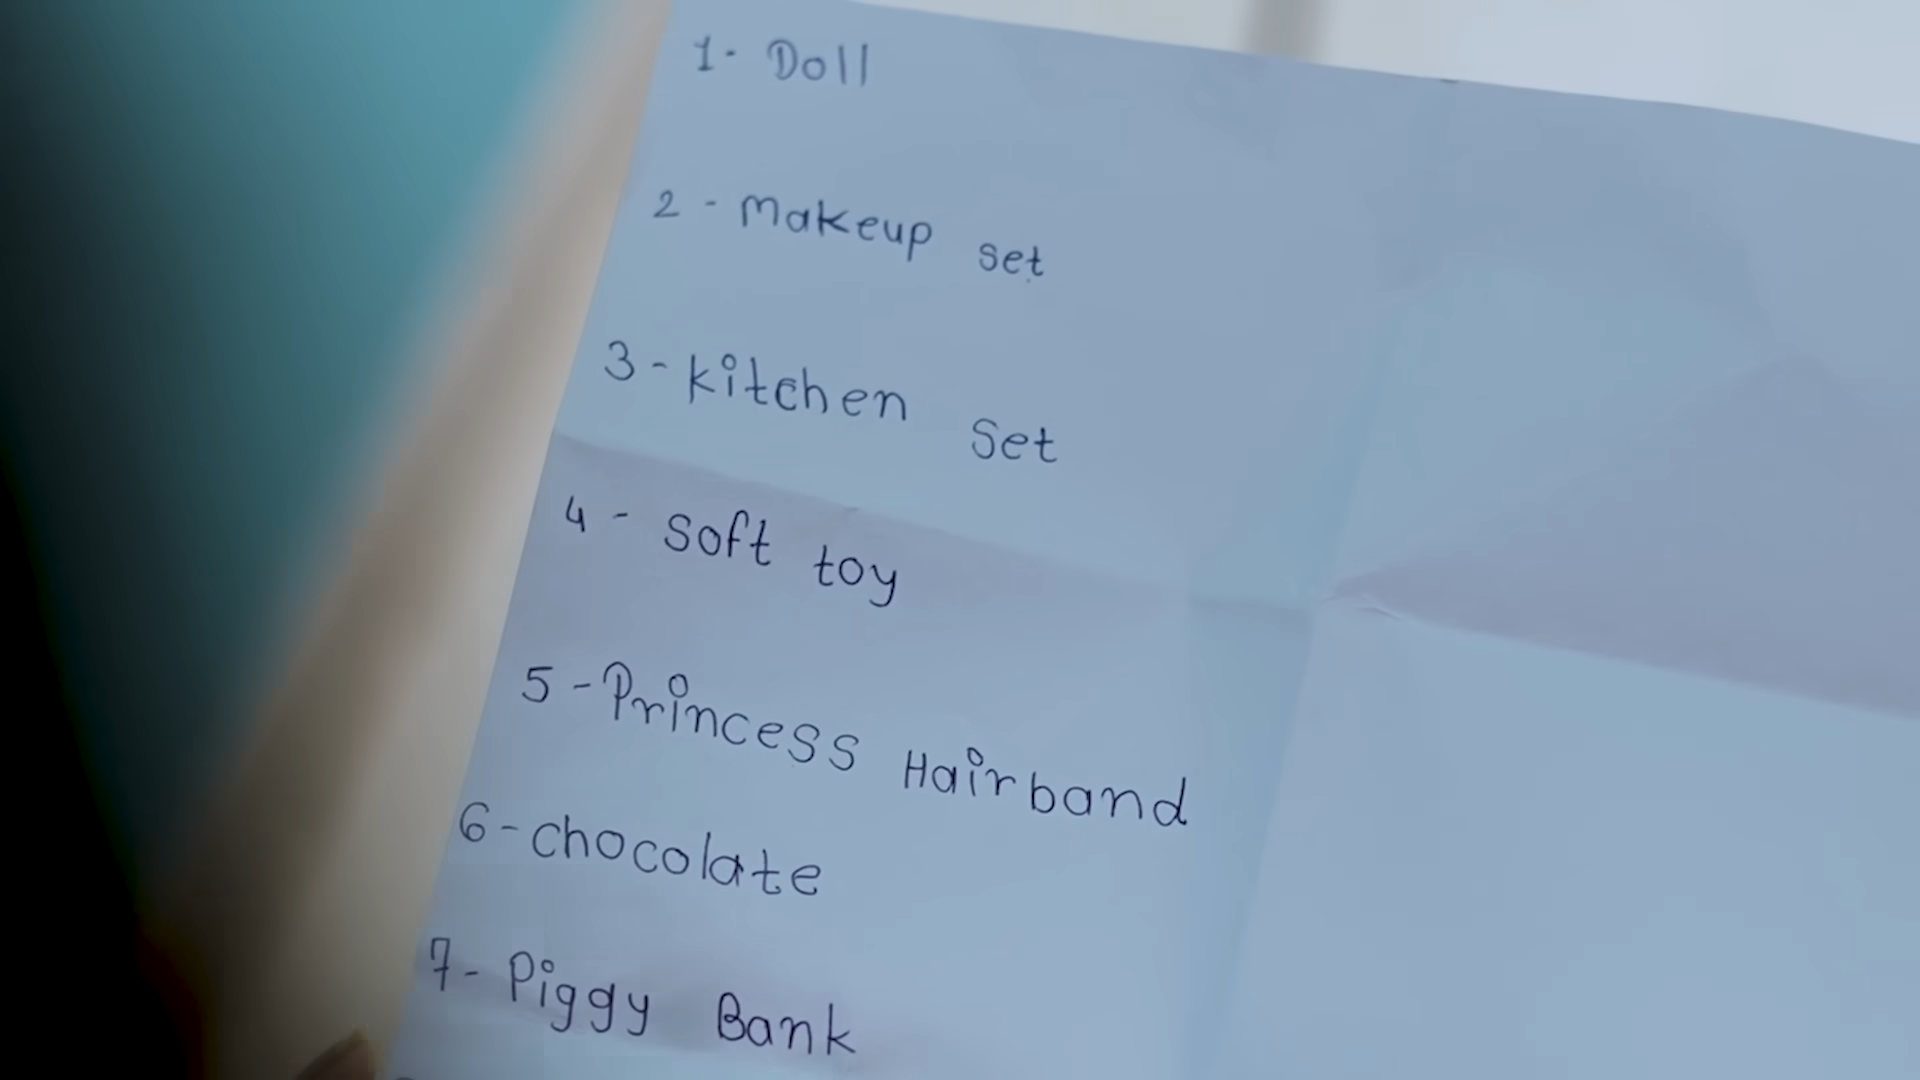 1- Doll
2 - Makeup set
3 - kitchen Set
4 - Soft toy
5 - Princess Hairband
6 - chocolate
7 - Piggy Bank